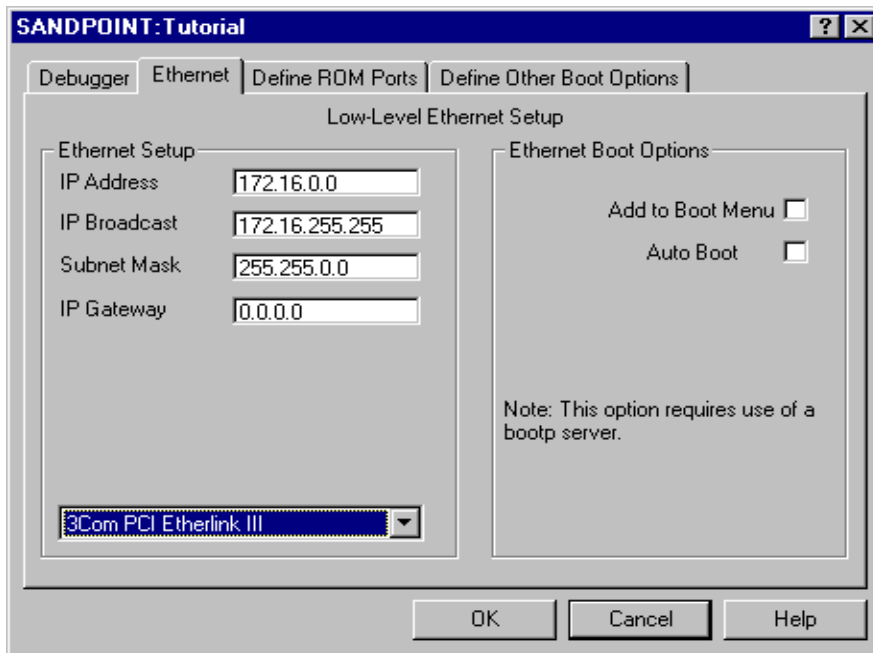 SANDPOINT:Tutorial
Debugger Ethernet Define ROM Ports Define Other Boot Options
Low-Level Ethernet Setup
Ethernet Setup
IP Address 172.16.0.0
IP Broadcast 172.16.255.255
Subnet Mask 255.255.0.0
IP Gateway 0.0.0.0
3Com PCI Etherlink III
Ethernet Boot Options
Add to Boot Menu
Auto Boot
Note: This option requires use of a
bootp server.
OK Cancel Help